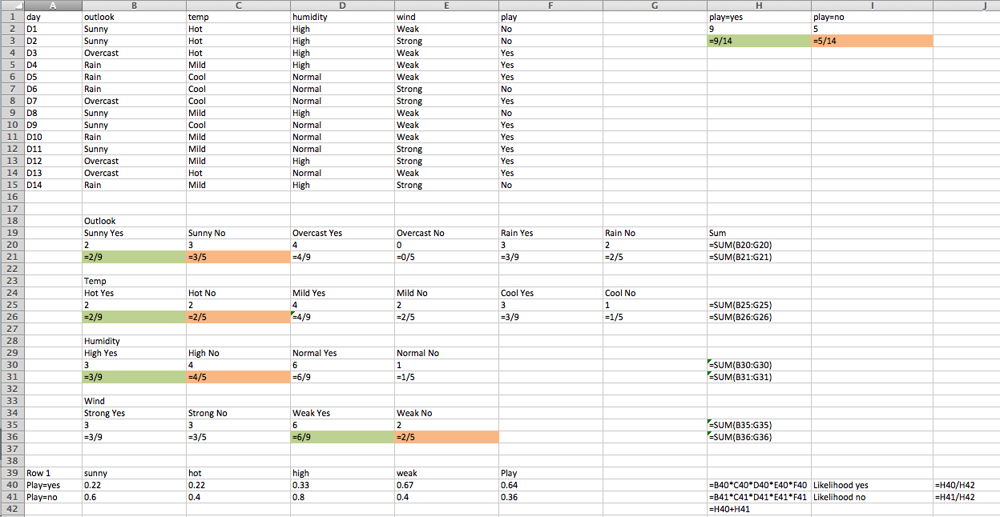 A B C D E F G H I J
1 day outlook temp humidity wind play play=yes play=no
2 D1 Sunny Hot High Weak No 9 5
3 D2 Sunny Hot High Strong No =9/14 =5/14
4 D3 Overcast Hot High Weak Yes
5 D4 Rain Mild High Weak Yes
6 D5 Rain Cool Normal Weak Yes
7 D6 Rain Cool Normal Strong No
8 D7 Overcast Cool Normal Strong Yes
9 D8 Sunny Mild High Weak No
10 D9 Sunny Cool Normal Weak Yes
11 D10 Rain Mild Normal Weak Yes
12 D11 Sunny Mild Normal Strong Yes
13 D12 Overcast Mild High Strong Yes
14 D13 Overcast Hot Normal Weak Yes
15 D14 Rain Mild High Strong No
16
17
18 Outlook
19 Sunny Yes Sunny No Overcast Yes Overcast No Rain Yes Rain No Sum
20 2 3 4 0 3 2 =SUM(B20:G20)
21 =2/9 =3/5 =4/9 =0/5 =3/9 =2/5 =SUM(B21:G21)
22
23 Temp
24 Hot Yes Hot No Mild Yes Mild No Cool Yes Cool No
25 2 2 4 2 3 1 =SUM(B25:G25)
26 =2/9 =2/5 =4/9 =2/5 =3/9 =1/5 =SUM(B26:G26)
27
28 Humidity
29 High Yes High No Normal Yes Normal No
30 3 4 6 1 =SUM(B30:G30)
31 =3/9 =4/5 =6/9 =1/5 =SUM(B31:G31)
32
33 Wind
34 Strong Yes Strong No Weak Yes Weak No
35 3 3 6 2 =SUM(B35:G35)
36 =3/9 =3/5 =6/9 =2/5 =SUM(B36:G36)
37
38
39 Row 1 sunny hot high weak Play
40 Play=yes 0.22 0.22 0.33 0.67 0.64 =B40*C40*D40*E40*F40 Likelihood yes =H40/H42
41 Play=no 0.6 0.4 0.8 0.4 0.36 =B41*C41*D41*E41*F41 Likelihood no =H41/H42
42 =H40+H41